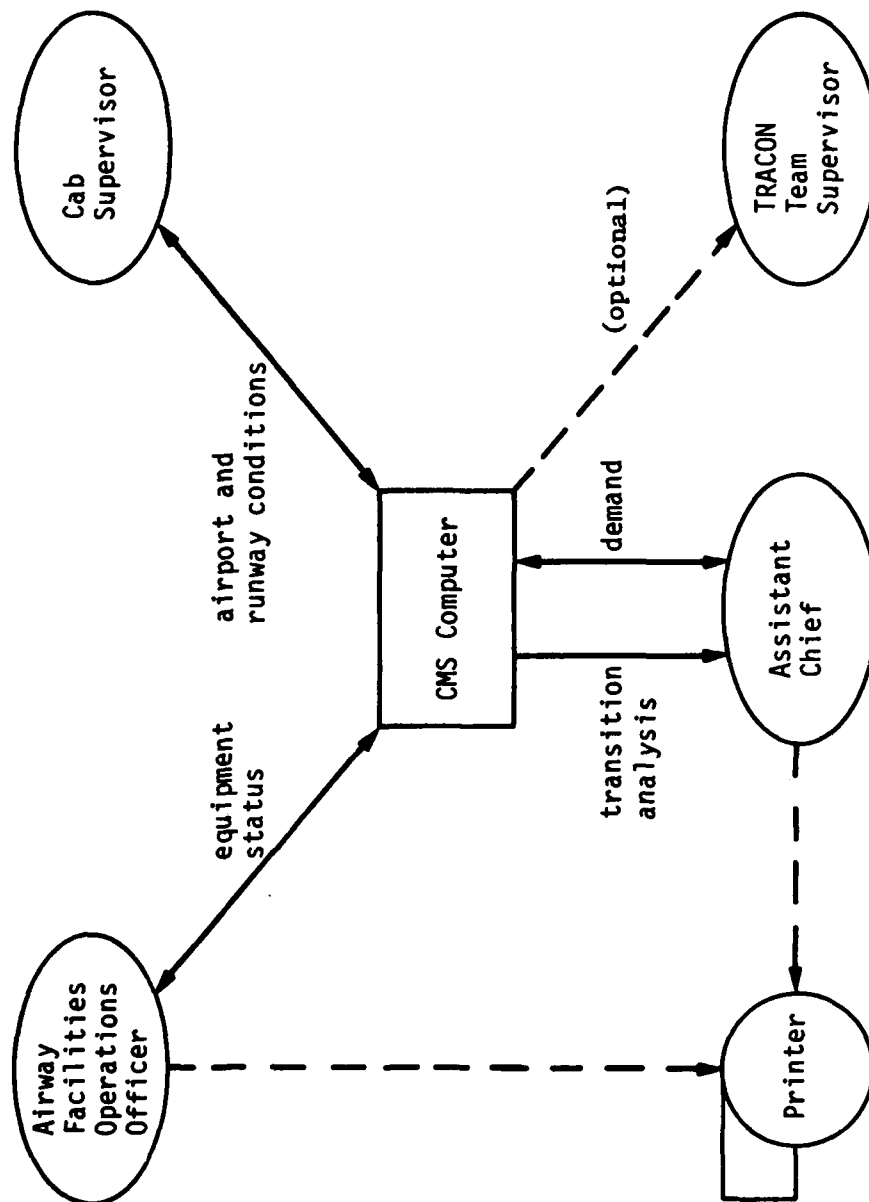 Airway
Facilities
Operations
Officer
Cab
Supervisor
equipment
status
airport and
runway conditions
CMS Computer
transition
analysis
demand
(optional)
Printer
Assistant
Chief
TRACON
Team
Supervisor